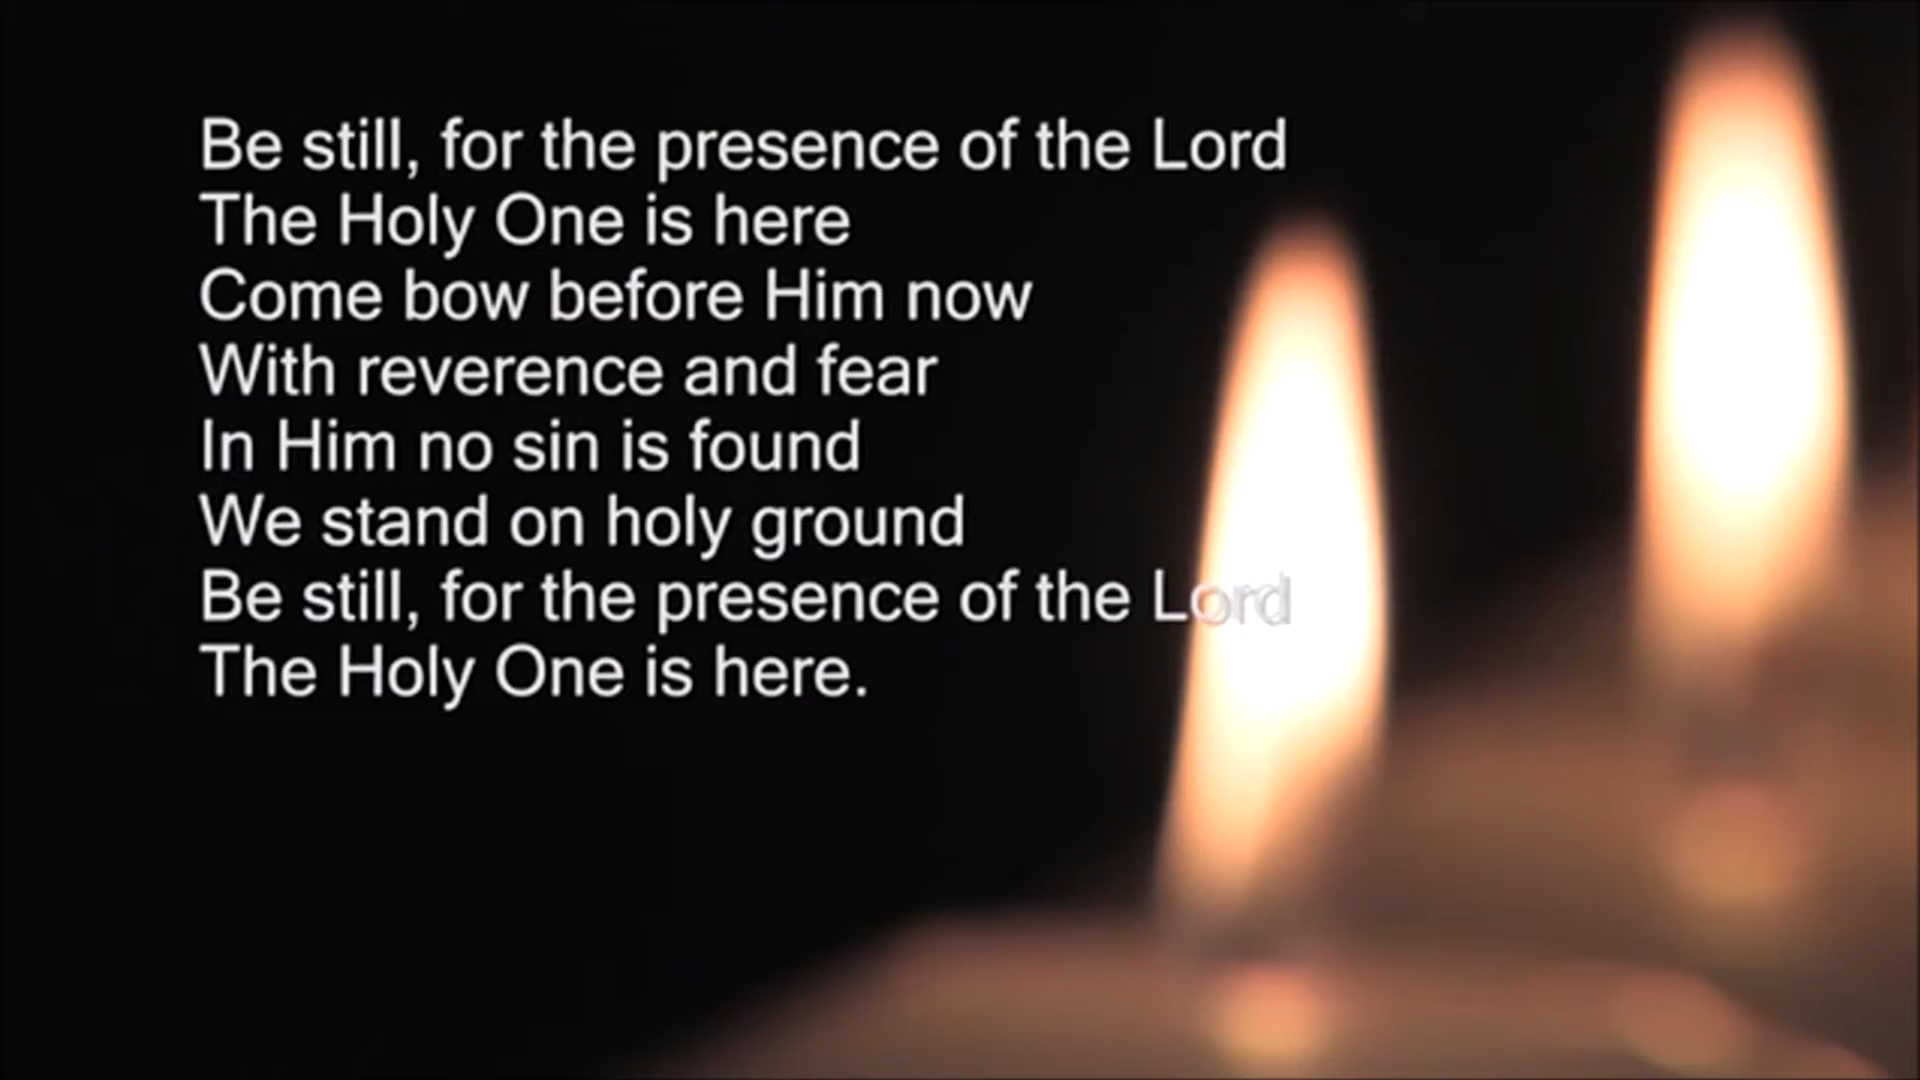 Be still, for the presence of the Lord
The Holy One is here
Come bow before Him now
With reverence and fear
In Him no sin is found
We stand on holy ground
Be still, for the presence of the Lord
The Holy One is here.